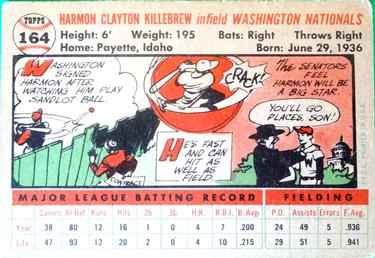 TOPPS
164
HARMON CLAYTON KILLEBREW infield WASHINGTON NATIONALS
Height: 6' Weight: 195 Bats: Right Throws Right
Home: Payette, Idaho Born: June 29, 1936
WASHINGTON
SIGNED
HARMON AFTER
WATCHING HIM PLAY
SANDLOT BALL.
CONTRACT
CRACK!
HE'S FAST
AND CAN
HIT AS
WELL AS
FIELD.
THE SENATORS
FEEL
HARMON WILL BE
A BIG STAR.
YOU'LL GO
PLACES, SON!
MAJOR LEAGUE BATTING RECORD FIELDING
Games At Bat Runs Hits 2b 3b H.R. R.B.I. B. Avg. P.O. Assists Errors F. Avg.
Year 38 80 12 16 1 0 4 7 .200 24 49 5 .936
Life 47 93 13 20 2 0 4 10 .215 29 51 5 .941